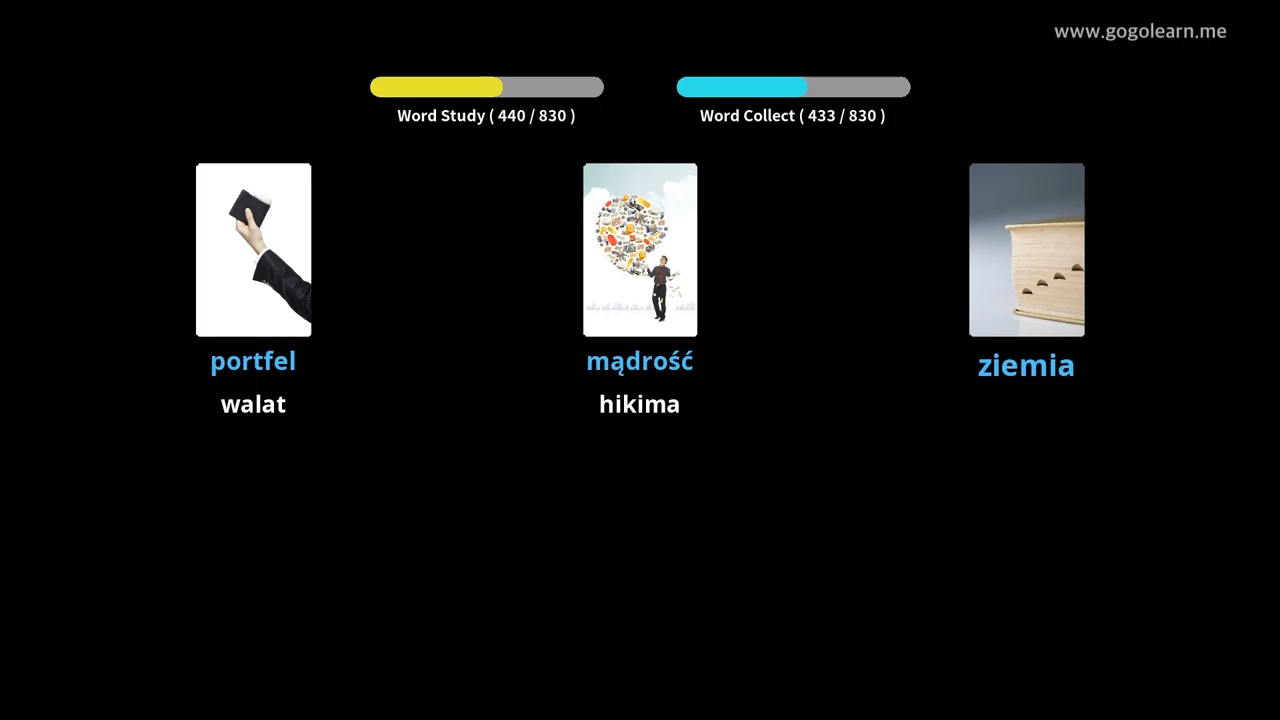 www.gogolearn.me
Word Study ( 440 / 830 )
Word Collect ( 433 / 830 )
portfel
mądrość
ziemia
walat
hikima